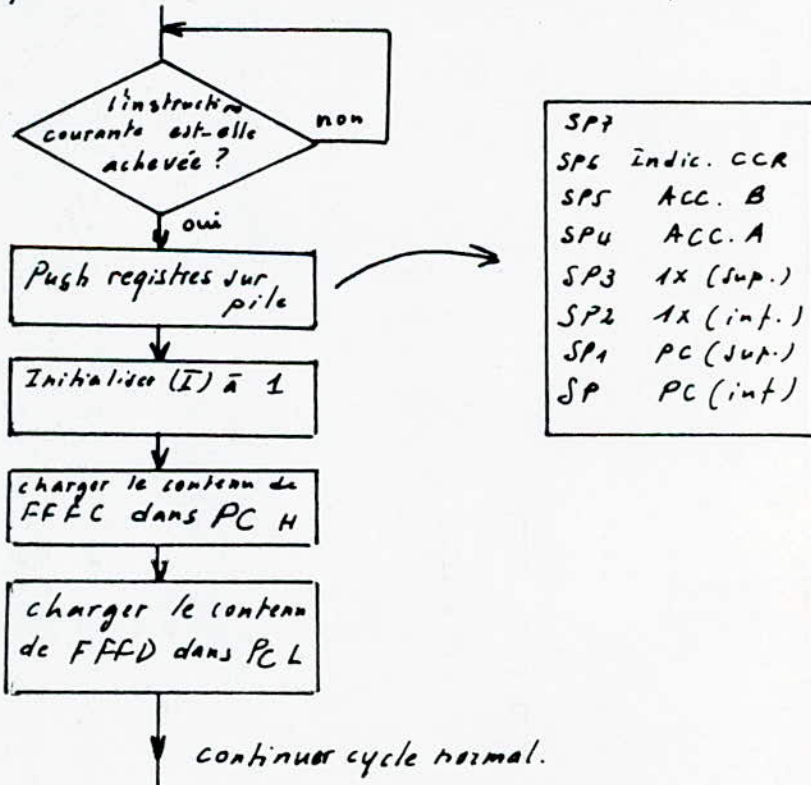 l'instruction
courante est-elle
achevée ?
non
oui
Push registres sur
pile
Initialiser (I) à 1
charger le contenu de
FFFC dans PC H
charger le contenu
de FFFD dans PC L
continuer cycle normal.
SP7
SP6 Indic. CCR
SP5 ACC. B
SP4 ACC. A
SP3 1X (sup.)
SP2 1X (inf.)
SP1 PC (sup.)
SP PC (inf)